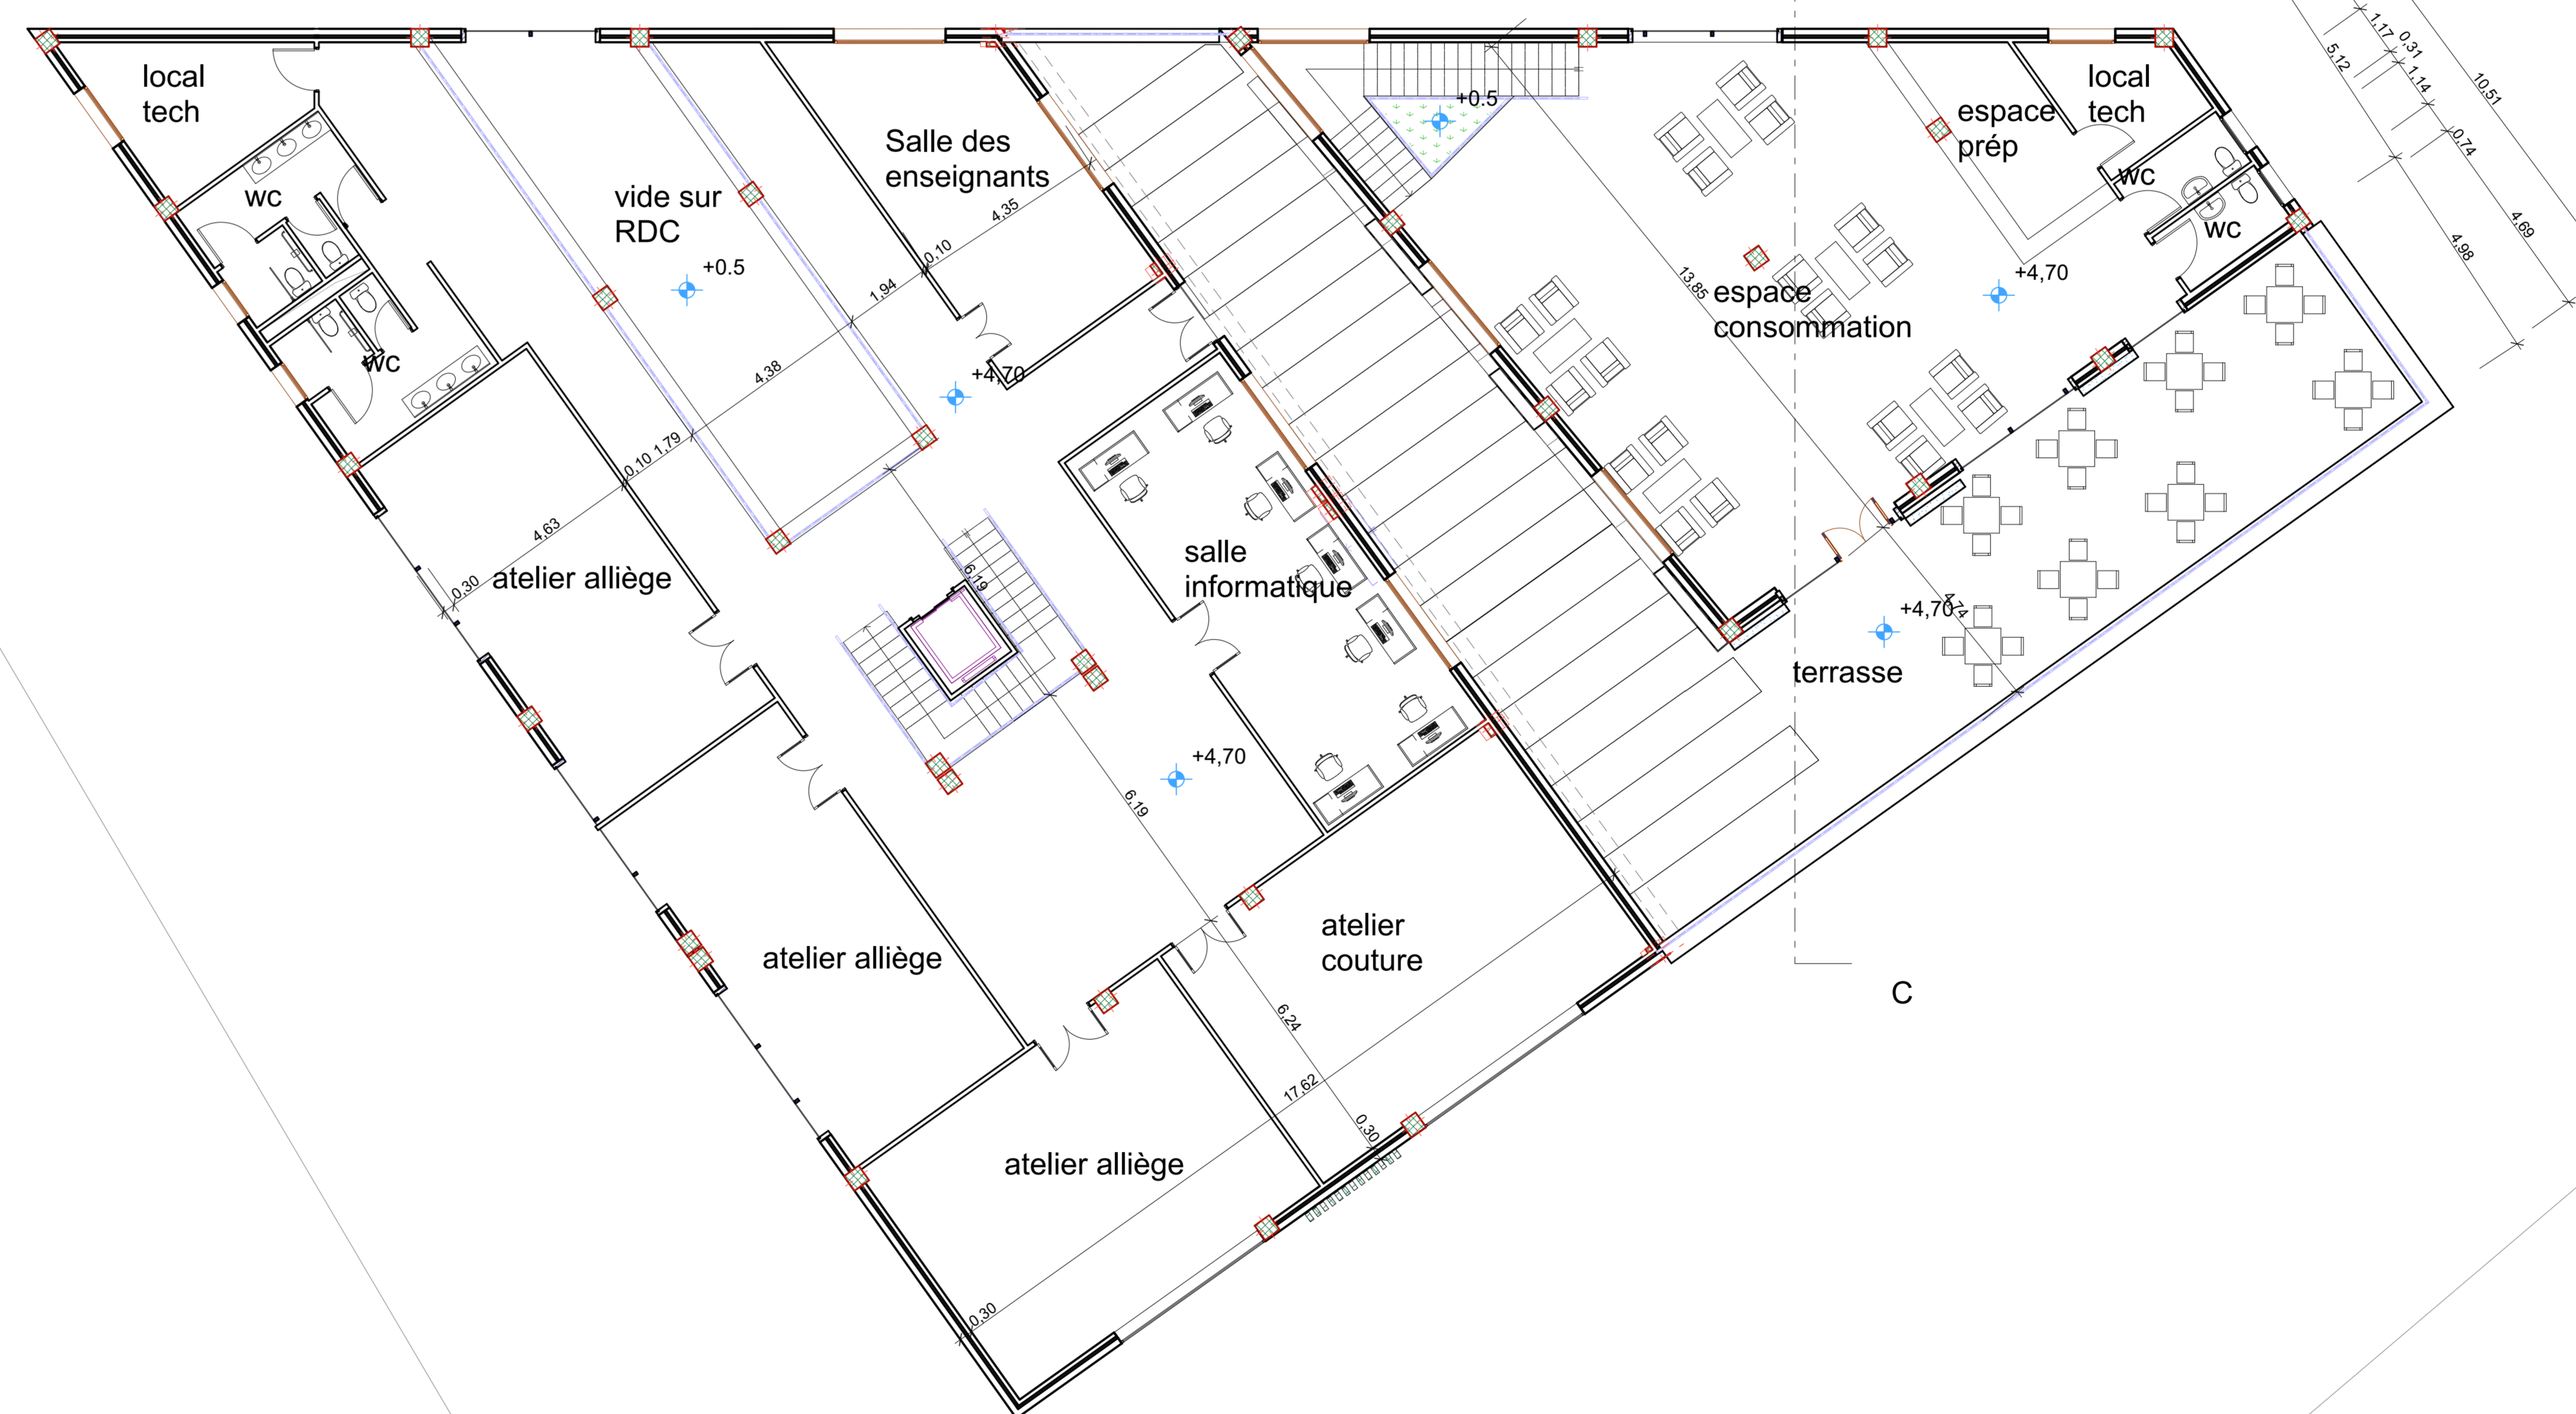 local
tech
wc
wc
vide sur
RDC
+0.5
Salle des
enseignants
4,35
0,10
1,94
4,38
1,79
0,10
4,63
0,30
+4,70
atelier alliège
6,19
salle
informatique
+4,70
6,19
atelier alliège
atelier
couture
6,24
17,62
0,30
atelier alliège
0,30
+0.5
13,85
espace
consommation
espace
prép
local
tech
wc
wc
+4,70
+4,70
4,74
terrasse
C
5,12
1,17
0,31
1,14
10,51
0,74
4,69
4,98